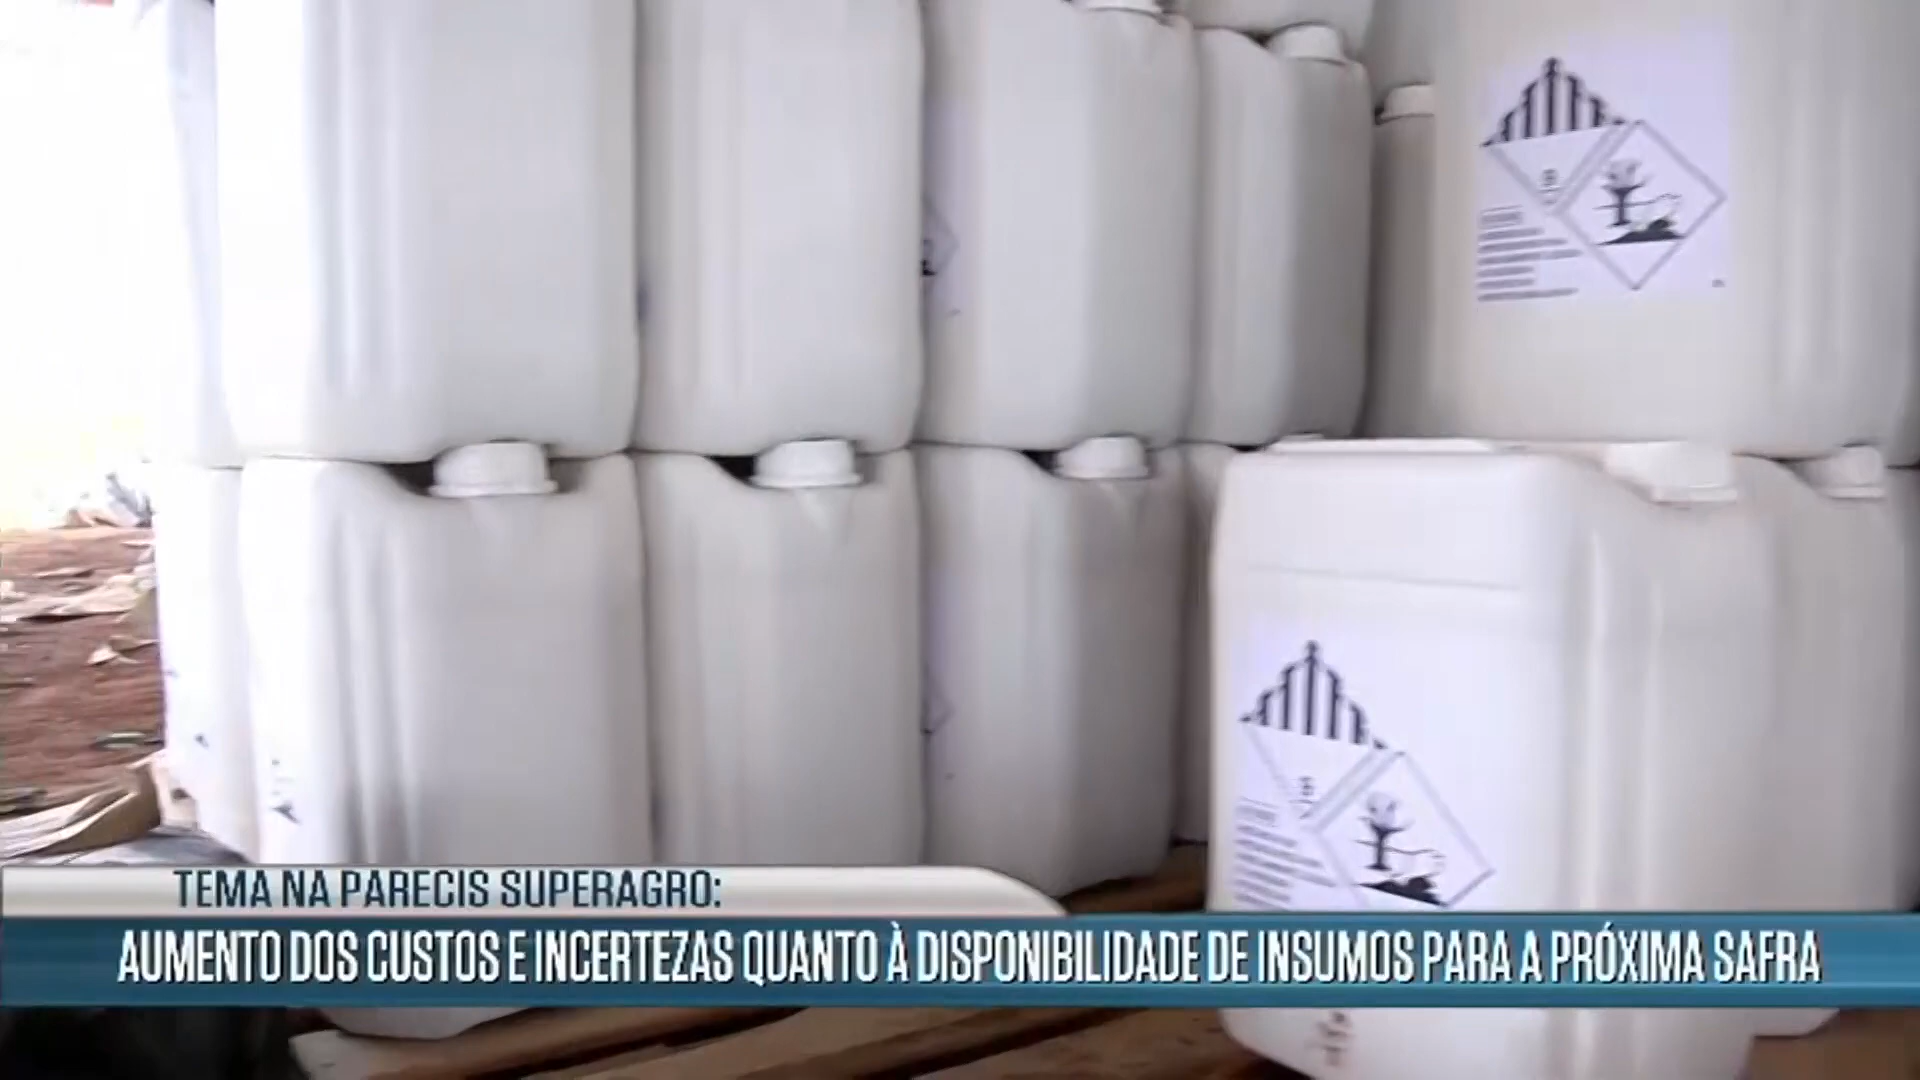 TEMA NA PARECIS SUPERAGRO:
AUMENTO DOS CUSTOS E INCERTEZAS QUANTO À DISPONIBILIDADE DE INSUMOS PARA A PRÓXIMA SAFRA